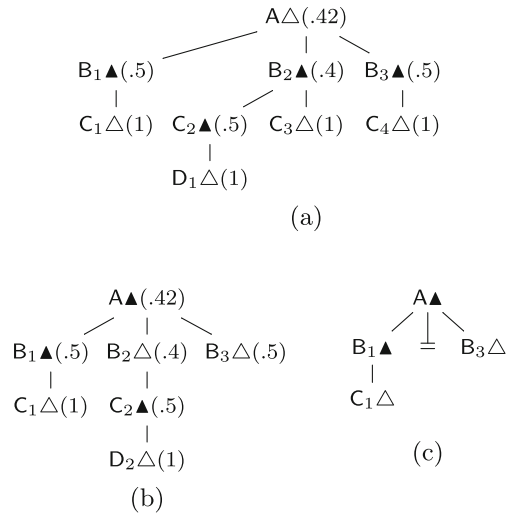 A△(.42)
B₁▲(.5) B₂▲(.4) B₃▲(.5)
C₁△(1) C₂▲(.5) C₃△(1) C₄△(1)
D₁△(1)
(a)
A▲(.42)
B₁▲(.5) B₂△(.4) B₃△(.5)
C₁△(1) C₂▲(.5)
D₂△(1)
(b)
A▲
B₁▲ B₃△
C₁△
(c)